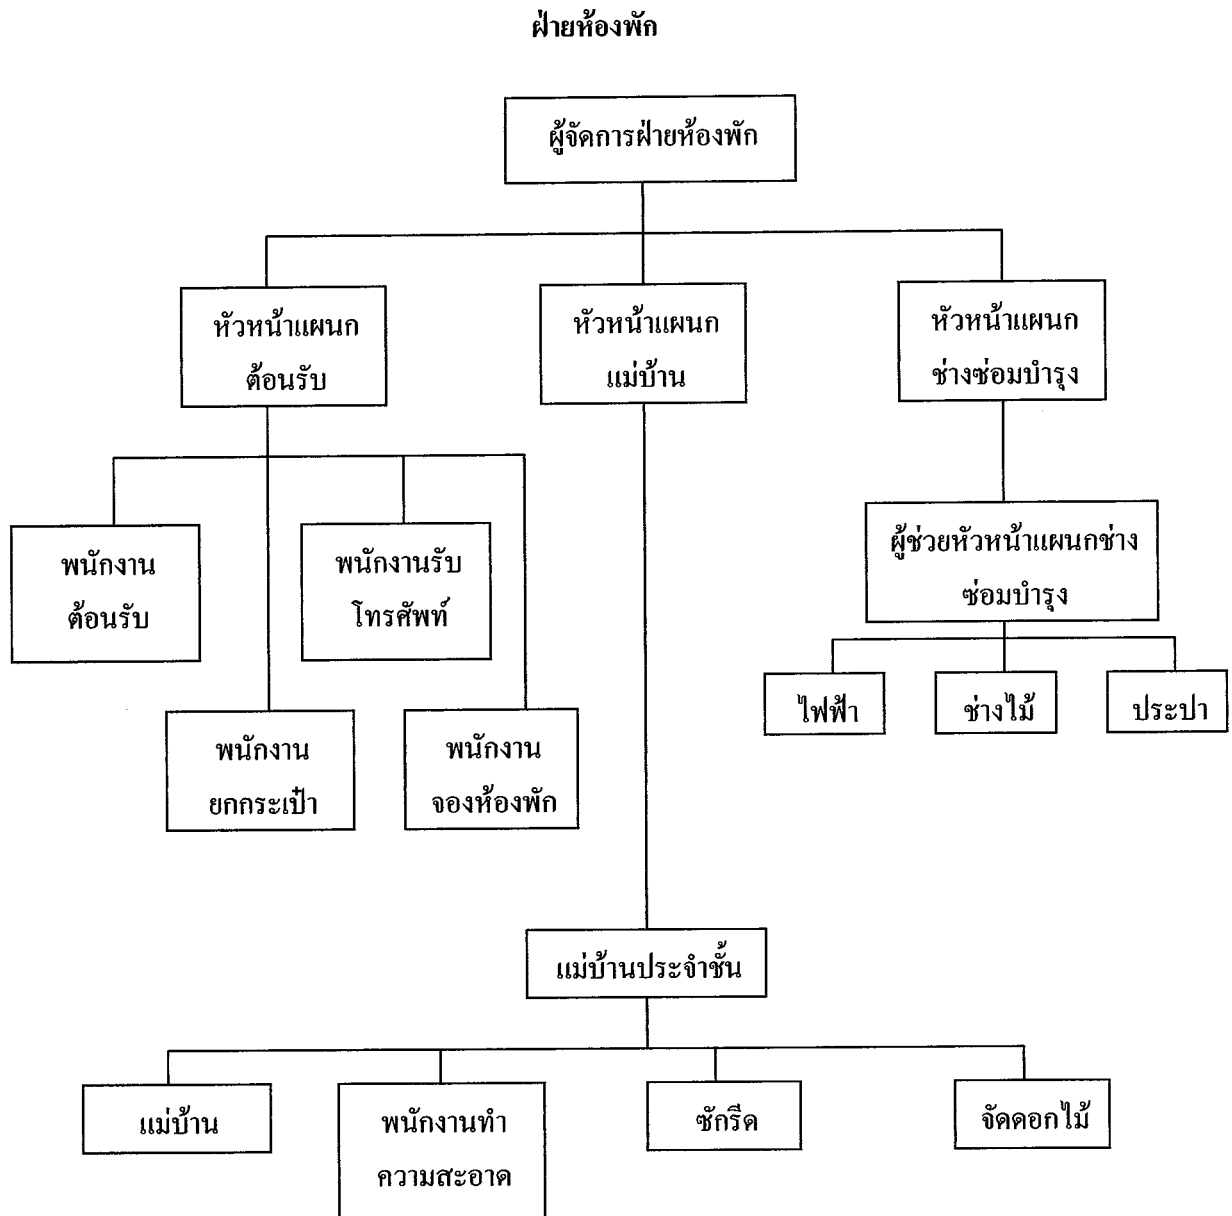 ฝ่ายห้องพัก
ผู้จัดการฝ่ายห้องพัก
หัวหน้าแผนก
ต้อนรับ
หัวหน้าแผนก
แม่บ้าน
หัวหน้าแผนก
ช่างซ่อมบำรุง
พนักงาน
ต้อนรับ
พนักงานรับ
โทรศัพท์
ผู้ช่วยหัวหน้าแผนกช่าง
ซ่อมบำรุง
พนักงาน
ยกกระเป๋า
พนักงาน
จองห้องพัก
ไฟฟ้า
ช่างไม้
ประปา
แม่บ้านประจำชั้น
แม่บ้าน
พนักงานทำ
ความสะอาด
ซักรีด
จัดดอกไม้